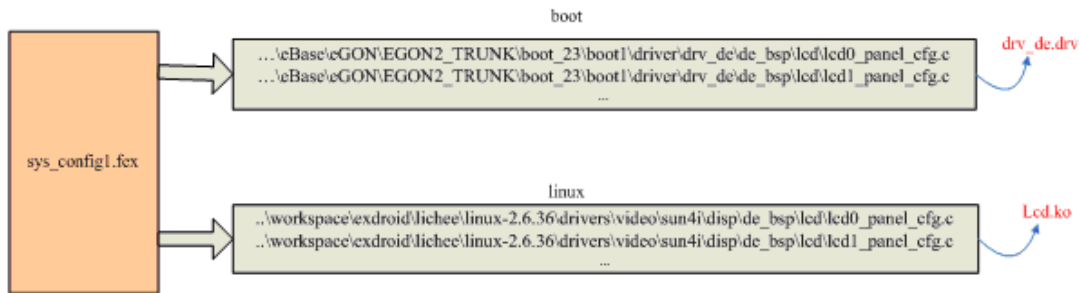 boot
...\eBase\eGON\EGON2_TRUNK\boot_23\boot1\driver\drv_de\de_bsp\lcd\lcd0_panel_cfg.c
...\eBase\eGON\EGON2_TRUNK\boot_23\boot1\driver\drv_de\de_bsp\lcd\lcd1_panel_cfg.c
...
drv_de.drv
sys_config1.fex
linux
..\workspace\exdroid\lichee\linux-2.6.36\drivers\video\sun4i\disp\de_bsp\lcd\lcd0_panel_cfg.c
..\workspace\exdroid\lichee\linux-2.6.36\drivers\video\sun4i\disp\de_bsp\lcd\lcd1_panel_cfg.c
...
Lcd.ko